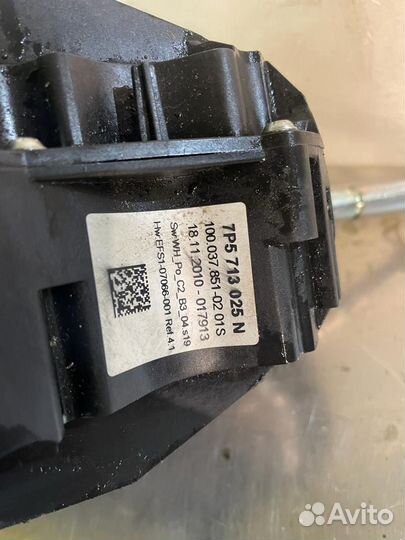 7P5 713 025 N
100.037.851-02 01S
18.11.2010 - 017913
Sw:WH_Po_C2_B3_04.s19
Hw:EFS1-07066-001 Ref 4.1
Avito